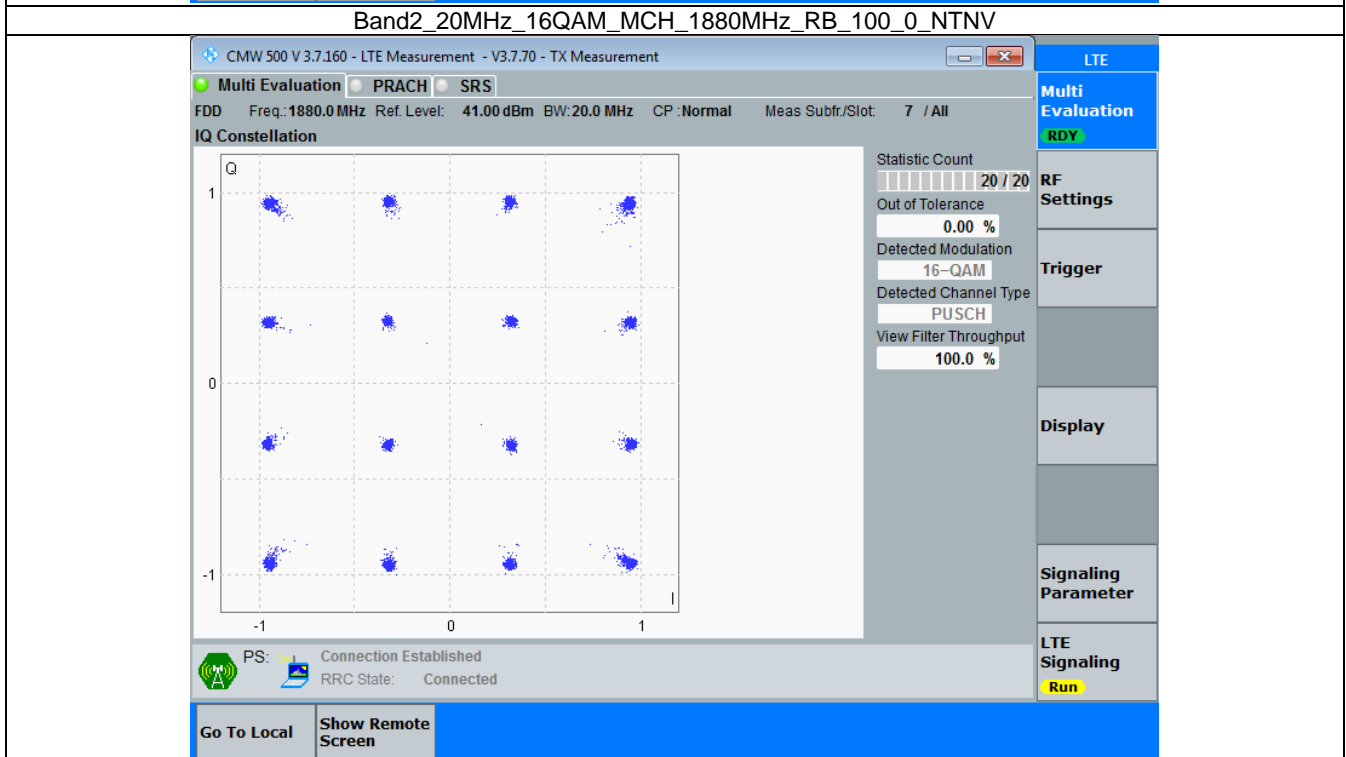 Band2_20MHz_16QAM_MCH_1880MHz_RB_100_0_NTNV
CMW 500 V 3.7.160 - LTE Measurement - V3.7.70 - TX Measurement
LTE
Multi Evaluation PRACH SRS
FDD Freq.:1880.0 MHz Ref. Level: 41.00 dBm BW:20.0 MHz CP :Normal Meas Subfr./Slot: 7 / All
IQ Constellation
Q
1
0
-1
I
-1 0 1
Statistic Count
20 / 20
Out of Tolerance
0.00 %
Detected Modulation
16–QAM
Detected Channel Type
PUSCH
View Filter Throughput
100.0 %
Multi
Evaluation
RDY
RF
Settings
Trigger
Display
Signaling
Parameter
LTE
Signaling
Run
PS: Connection Established
RRC State: Connected
Go To Local
Show Remote
Screen